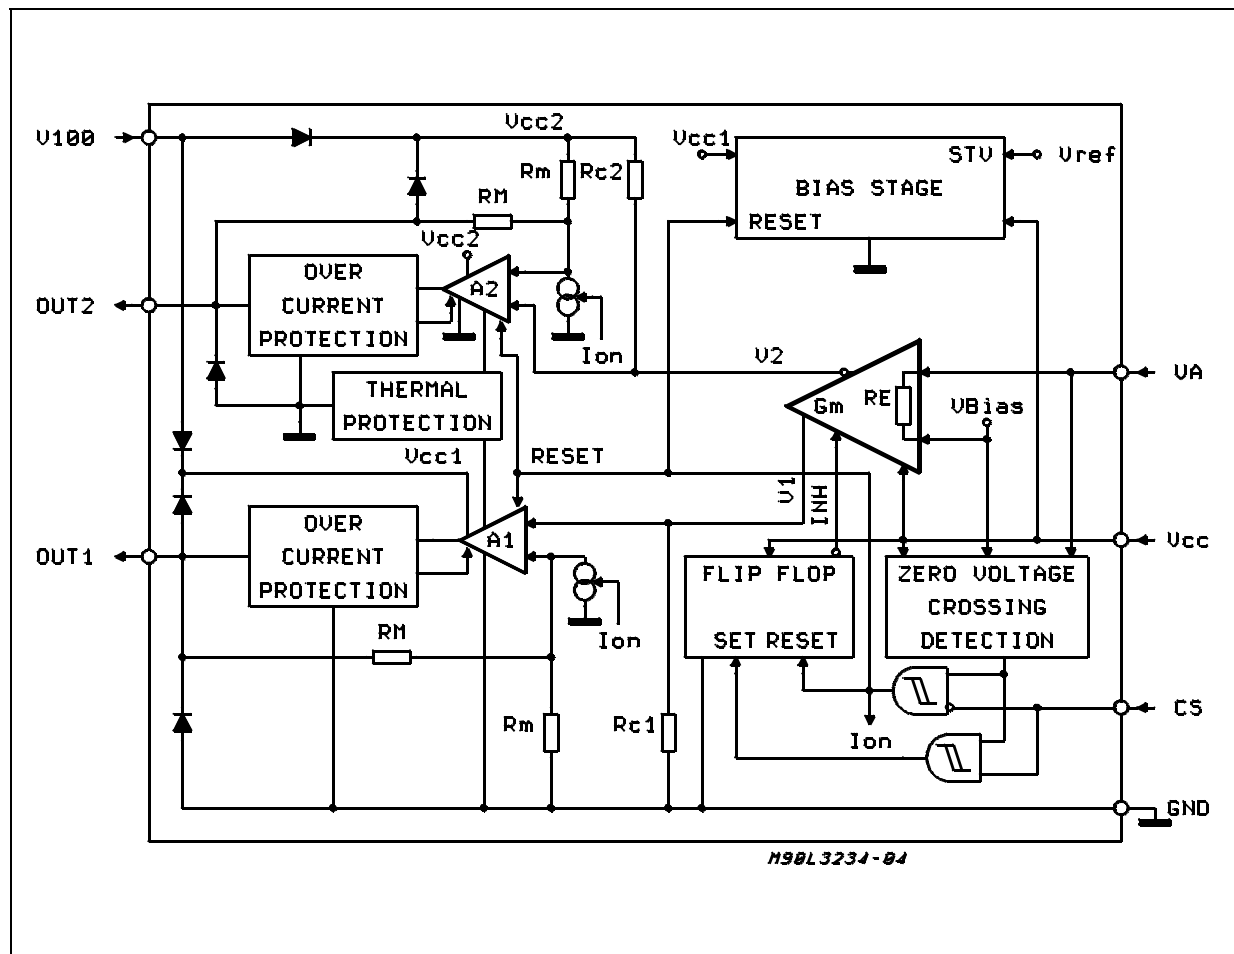 V100
Vcc2
Rm
Rc2
RM
Vcc1
STV
Vref
BIAS STAGE
RESET
Vcc2
OVER
CURRENT
PROTECTION
A2
OUT2
Ion
V2
VA
THERMAL
PROTECTION
Gm
RE
VBias
Vcc1
RESET
V1
INH
OVER
CURRENT
PROTECTION
A1
OUT1
Vcc
FLIP FLOP
SET RESET
ZERO VOLTAGE
CROSSING
DETECTION
Ion
RM
Rm
Rc1
Ion
CS
GND
M90L3234-04